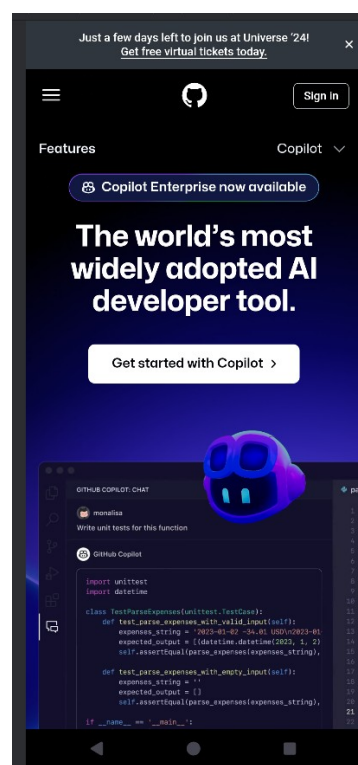 Just a few days left to join us at Universe '24!
Get free virtual tickets today.
Sign in
Features
Copilot
Copilot Enterprise now available
The world's most
widely adopted AI
developer tool.
Get started with Copilot
GITHUB COPILOT: CHAT
monalisa
Write unit tests for this function
GitHub Copilot
import unittest
import datetime
class TestParseExpenses(unittest.TestCase):
def test_parse_expenses_with_valid_input(self):
expenses_string = '2023-01-02 -34.01 USD\n2023-01
expected_output = [(datetime.datetime(2023, 1, 2)
self.assertEqual(parse_expenses(expenses_string),
def test_parse_expenses_with_empty_input(self):
expenses_string = ''
expected_output = []
self.assertEqual(parse_expenses(expenses_string),
if __name__ == '__main__':